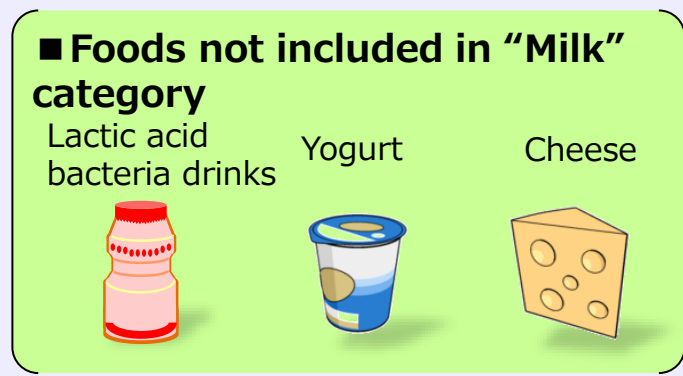 ■Foods not included in “Milk”
category
Lactic acid
bacteria drinks
Yogurt
Cheese